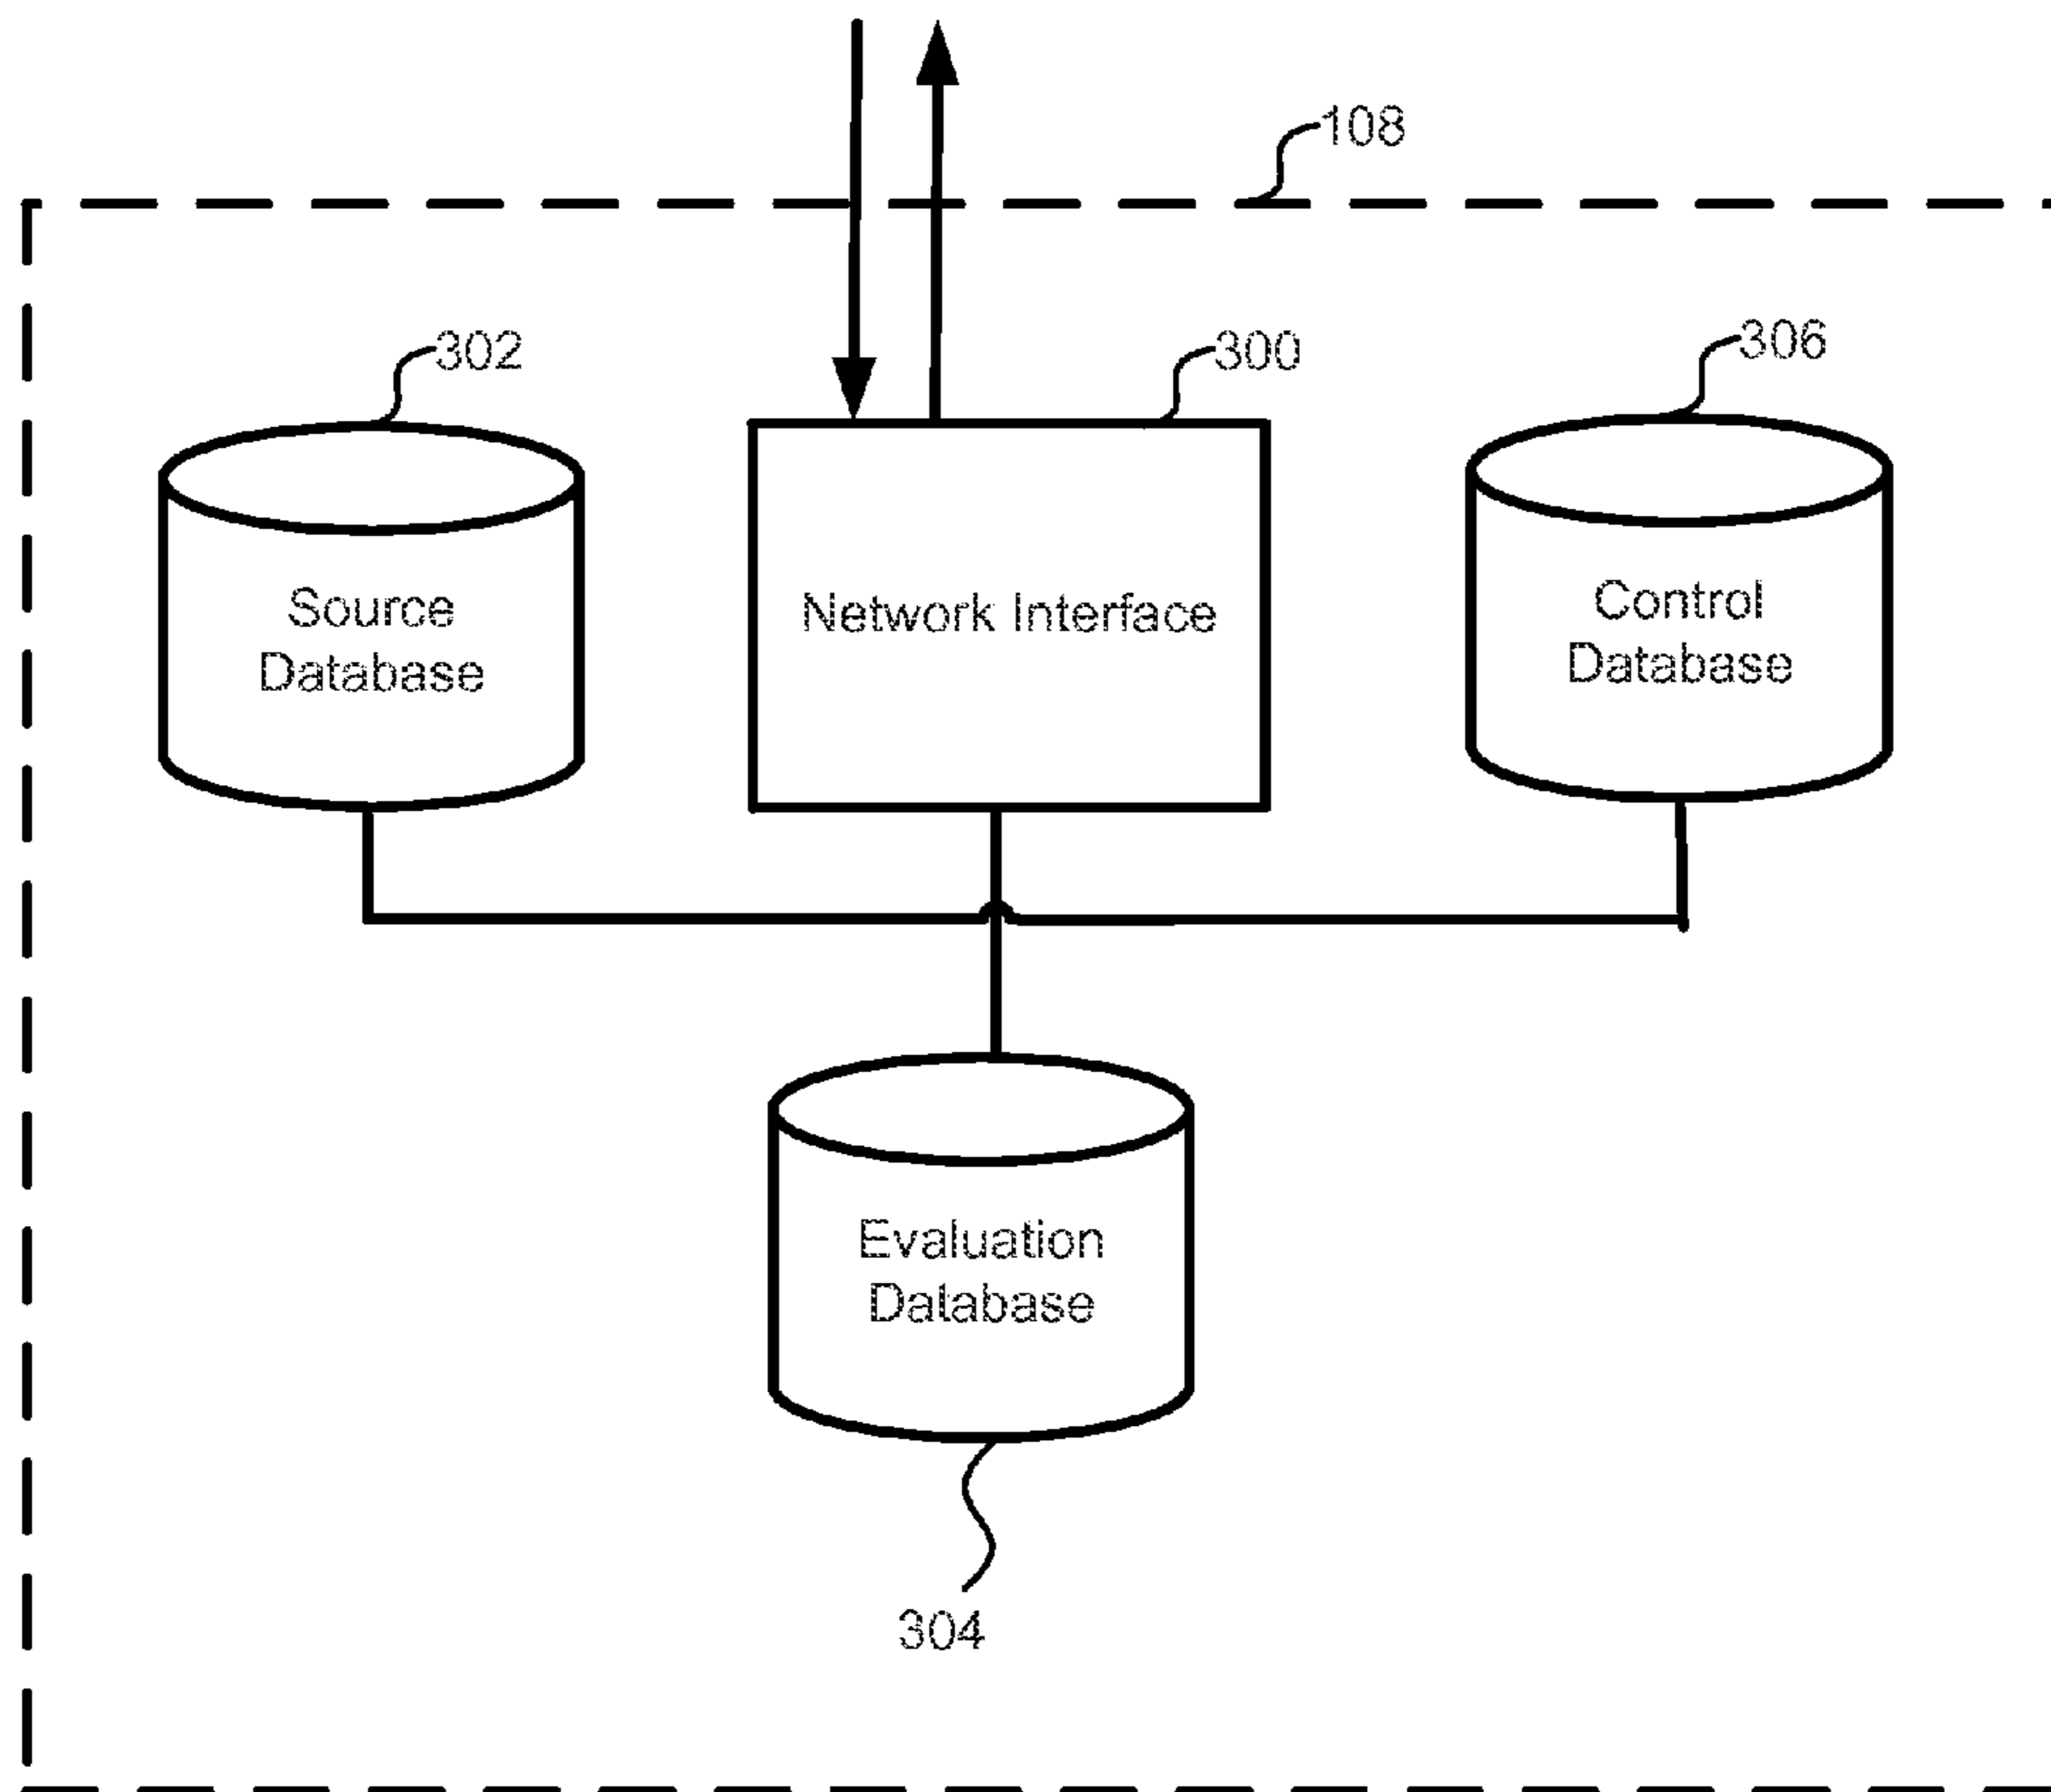 108
302
300
306
Source
Database
Network Interface
Control
Database
Evaluation
Database
304